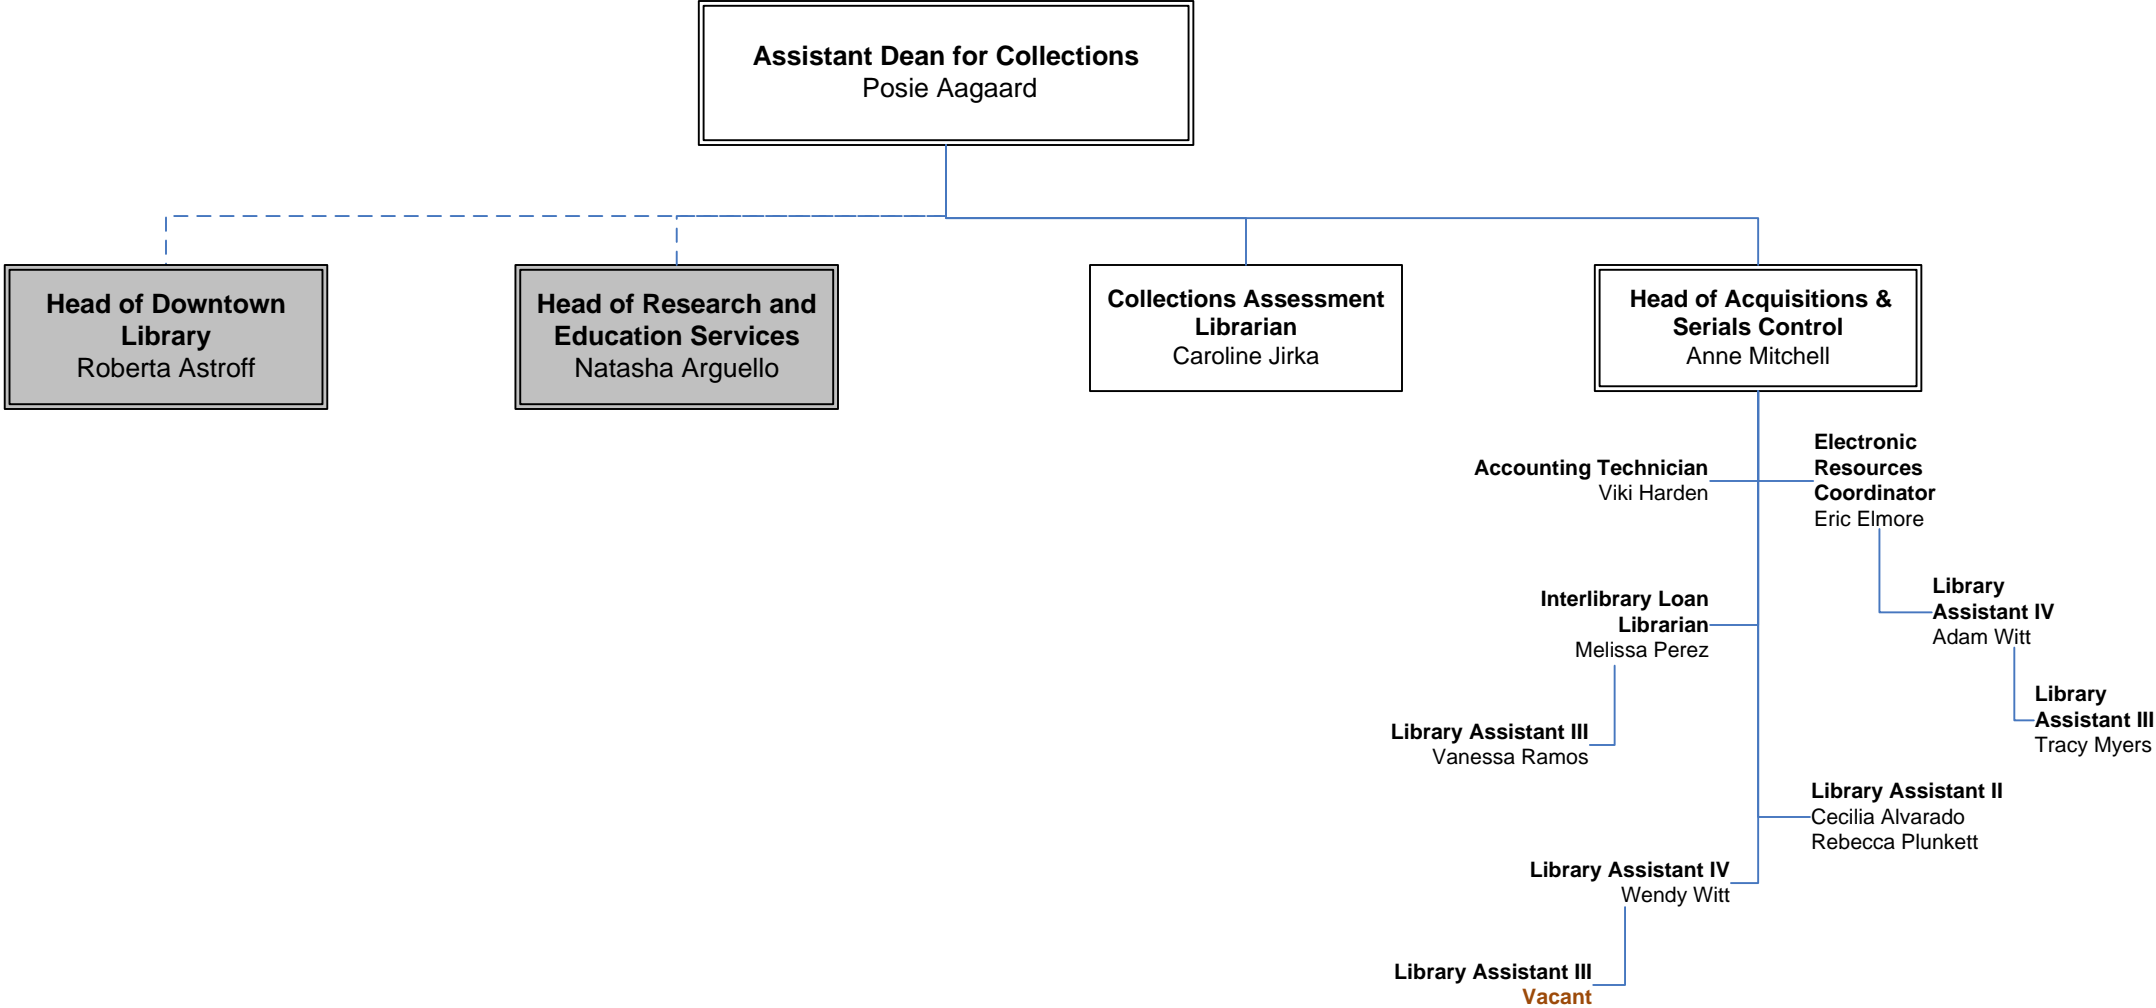 Assistant Dean for Collections
Posie Aagaard
Head of Downtown
Library
Roberta Astroff
Head of Research and
Education Services
Natasha Arguello
Collections Assessment
Librarian
Caroline Jirka
Head of Acquisitions &
Serials Control
Anne Mitchell
Accounting Technician
Viki Harden
Electronic
Resources
Coordinator
Eric Elmore
Interlibrary Loan
Librarian
Melissa Perez
Library
Assistant IV
Adam Witt
Library Assistant III
Vanessa Ramos
Library
Assistant III
Tracy Myers
Library Assistant II
Cecilia Alvarado
Rebecca Plunkett
Library Assistant IV
Wendy Witt
Library Assistant III
Vacant